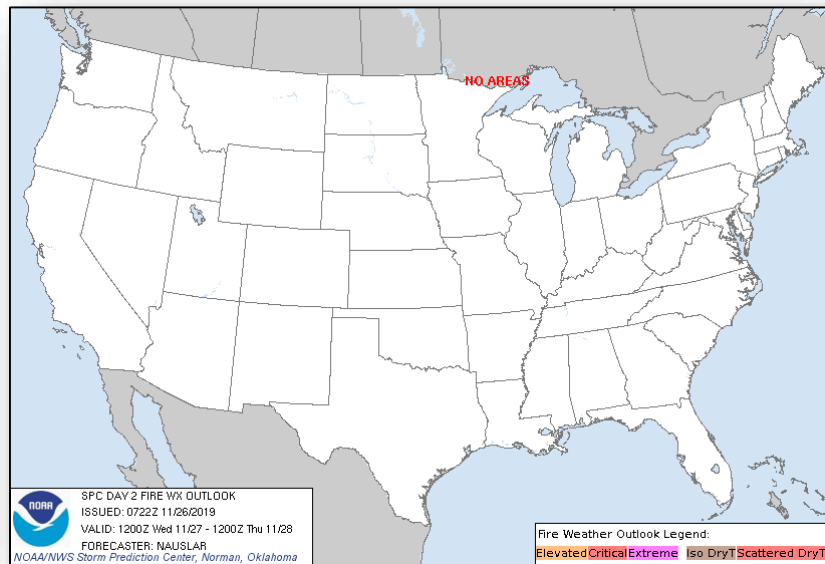 NO AREAS
NOAA
SPC DAY 2 FIRE WX OUTLOOK
ISSUED: 0722Z 11/26/2019
VALID: 1200Z Wed 11/27 - 1200Z Thu 11/28
FORECASTER: NAUSLAR
NOAA/NWS Storm Prediction Center, Norman, Oklahoma
Fire Weather Outlook Legend:
Elevated Critical Extreme Iso DryT Scattered DryT